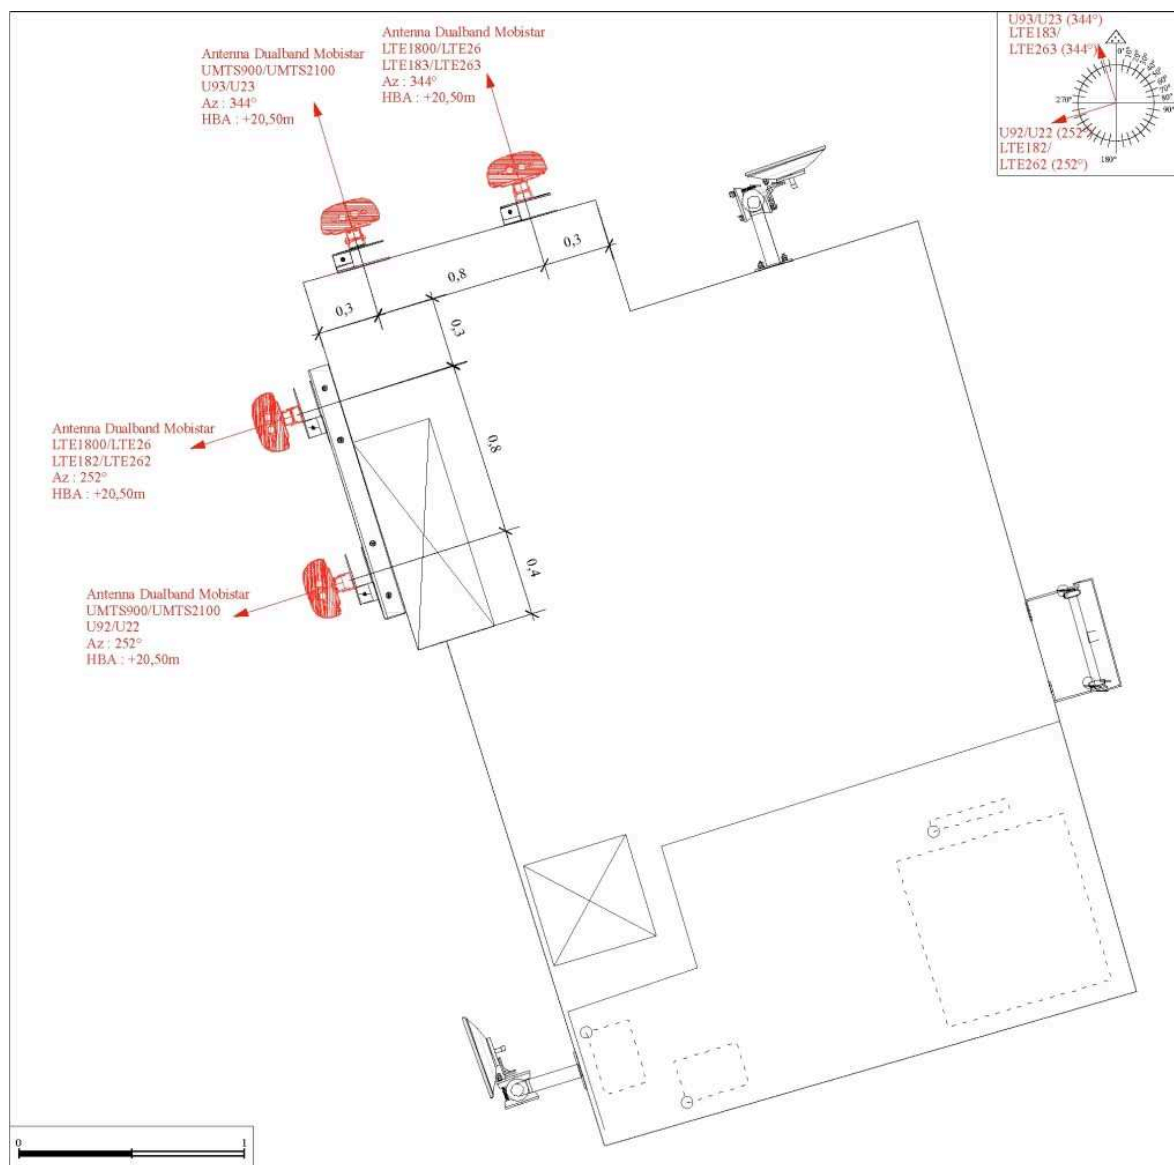 Antenna Dualband Mobistar
UMTS900/UMTS2100
U93/U23
Az : 344°
HBA : +20,50m
Antenna Dualband Mobistar
LTE1800/LTE26
LTE183/LTE263
Az : 344°
HBA : +20,50m
U93/U23 (344°)
LTE183/
LTE263 (344°)
0°
270°
80°
90°
180°
U92/U22 (252°)
LTE182/
LTE262 (252°)
0,3
0,8
0,3
0,3
0,8
0,4
Antenna Dualband Mobistar
LTE1800/LTE26
LTE182/LTE262
Az : 252°
HBA : +20,50m
Antenna Dualband Mobistar
UMTS900/UMTS2100
U92/U22
Az : 252°
HBA : +20,50m
0
1